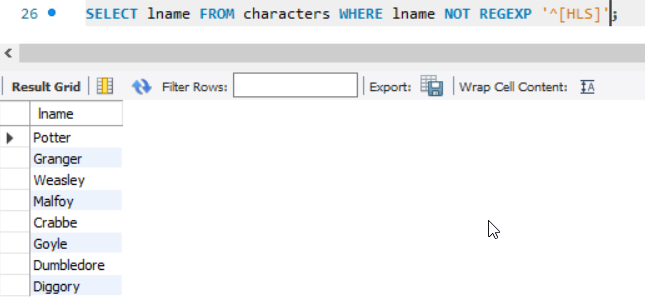 26 SELECT lname FROM characters WHERE lname NOT REGEXP '^[HLS]';
Result Grid Filter Rows: Export: Wrap Cell Content: IA
lname
Potter
Granger
Weasley
Malfoy
Crabbe
Goyle
Dumbledore
Diggory